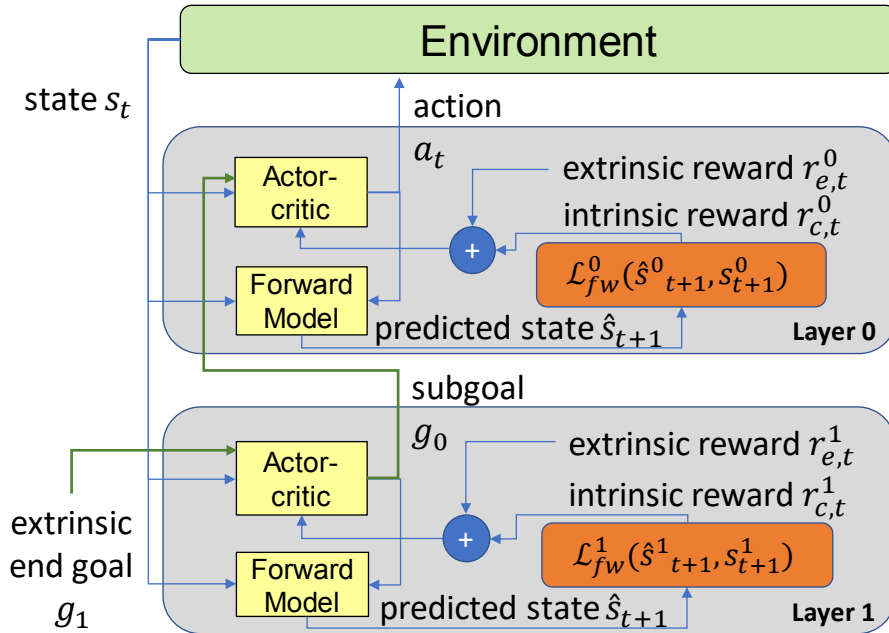 Environment
state s_t
action
a_t
Actor-
critic
extrinsic reward r^0_{e,t}
intrinsic reward r^0_{c,t}
+
Forward
Model
ℒ^0_{fw}(ŝ^0_{t+1}, s^0_{t+1})
predicted state ŝ_{t+1}
Layer 0
subgoal
g_0
Actor-
critic
extrinsic reward r^1_{e,t}
intrinsic reward r^1_{c,t}
+
extrinsic
end goal
g_1
Forward
Model
ℒ^1_{fw}(ŝ^1_{t+1}, s^1_{t+1})
predicted state ŝ_{t+1}
Layer 1